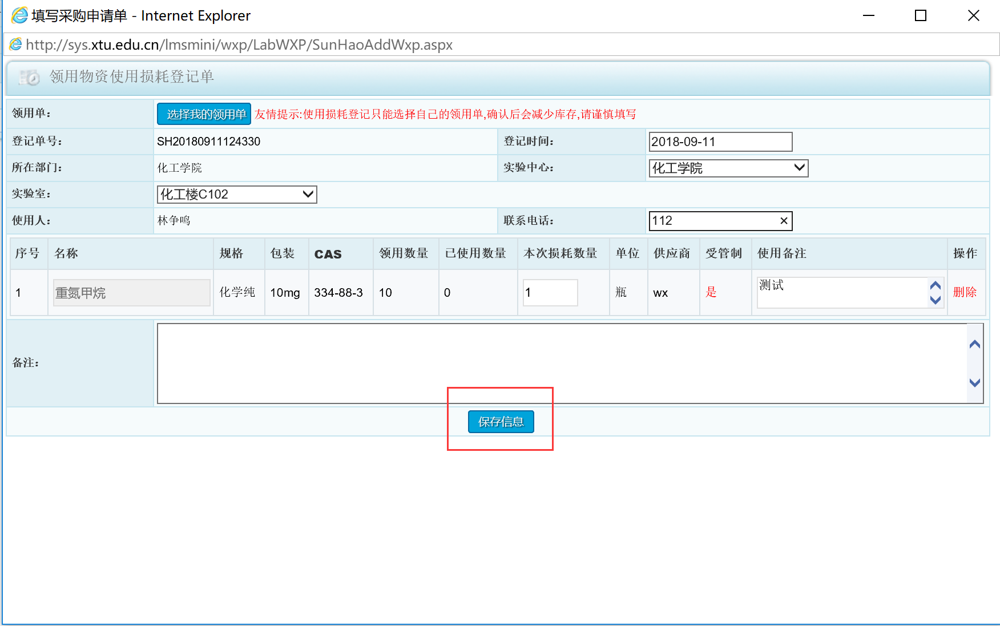 填写采购申请单 - Internet Explorer
http://sys.xtu.edu.cn/lmsmini/wxp/LabWXP/SunHaoAddWxp.aspx
领用物资使用损耗登记单
领用单： 选择我的领用单 友情提示:使用损耗登记只能选择自己的领用单,确认后会减少库存,请谨慎填写
登记单号： SH20180911124330 登记时间： 2018-09-11
所在部门： 化工学院 实验中心： 化工学院
实验室： 化工楼C102
使用人： 林争鸣 联系电话： 112
序号 名称 规格 包装 CAS 领用数量 已使用数量 本次损耗数量 单位 供应商 受管制 使用备注 操作
1 重氮甲烷 化学纯 10mg 334-88-3 10 0 1 瓶 wx 是 测试 删除
备注：
保存信息